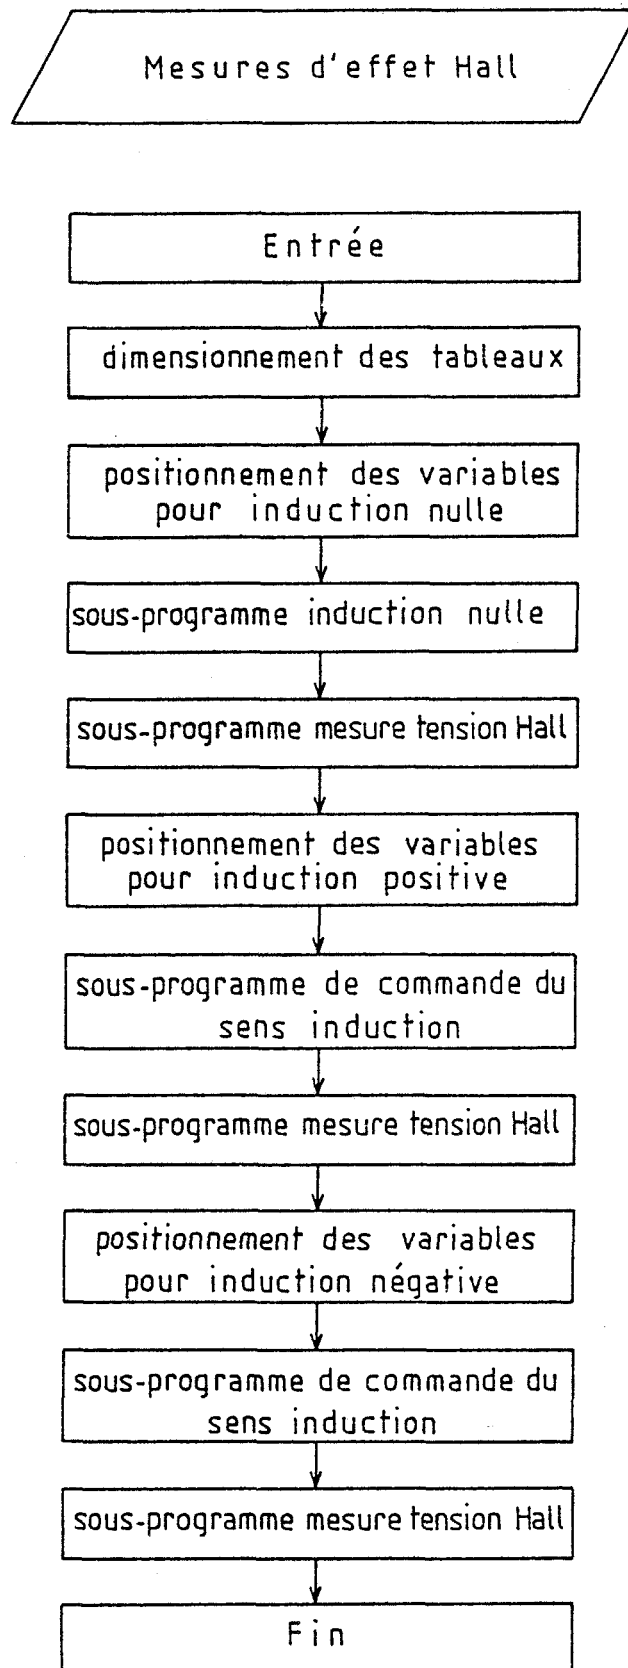 Mesures d'effet Hall
Entrée
dimensionnement des tableaux
positionnement des variables
pour induction nulle
sous-programme induction nulle
sous-programme mesure tension Hall
positionnement des variables
pour induction positive
sous-programme de commande du
sens induction
sous-programme mesure tension Hall
positionnement des variables
pour induction négative
sous-programme de commande du
sens induction
sous-programme mesure tension Hall
Fin